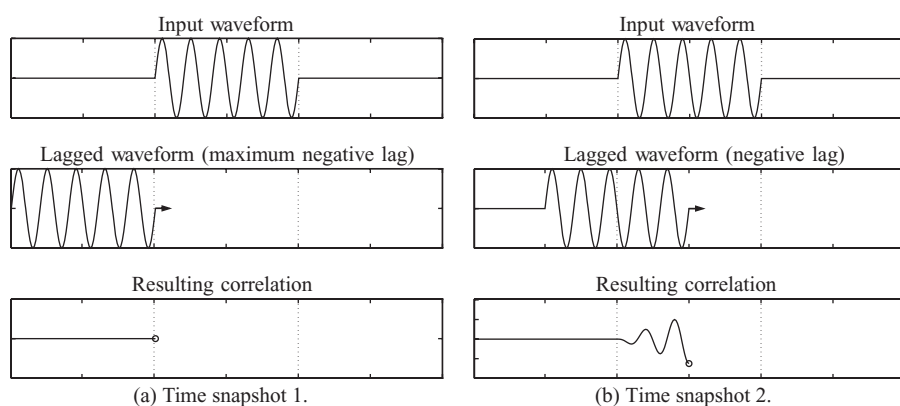 Input waveform
Input waveform
Lagged waveform (maximum negative lag)
Lagged waveform (negative lag)
Resulting correlation
Resulting correlation
(a) Time snapshot 1.
(b) Time snapshot 2.